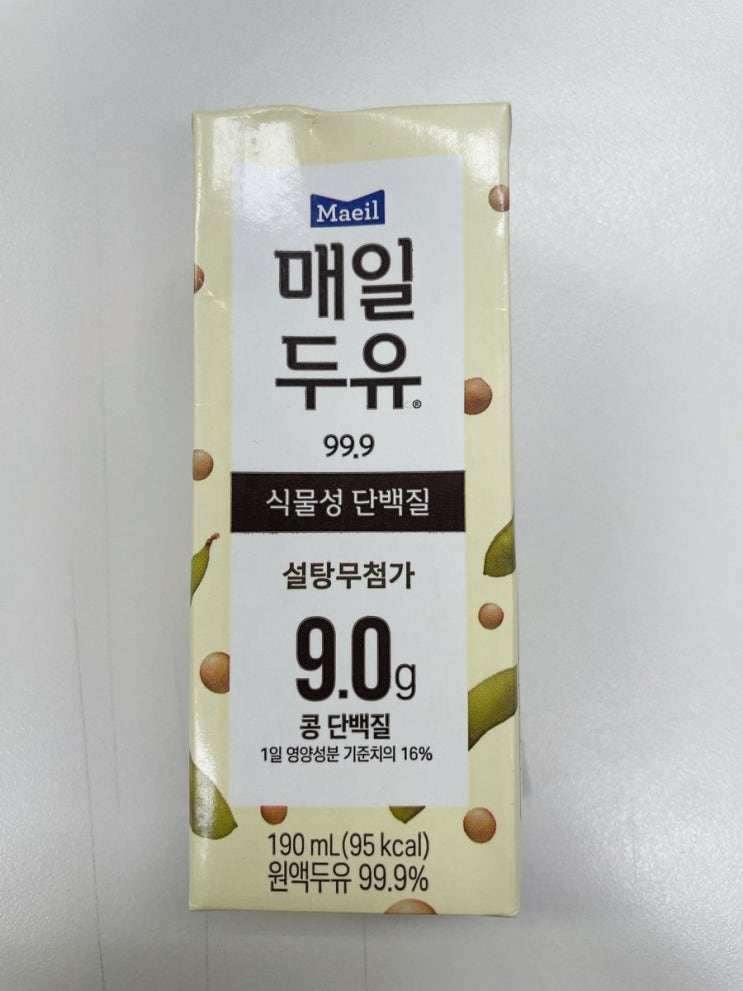 Maeil
매일
두유®
99.9
식물성 단백질
설탕무첨가
9.0g
콩 단백질
1일 영양성분 기준치의 16%
190 mL(95 kcal)
원액두유 99.9%